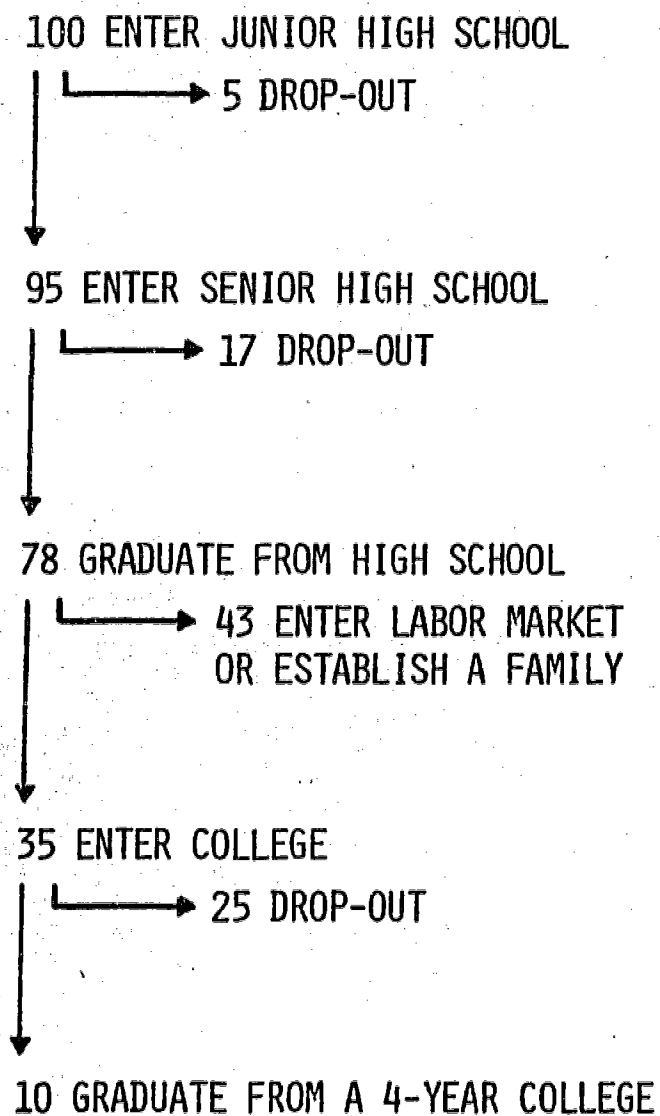 100 ENTER JUNIOR HIGH SCHOOL
5 DROP-OUT
95 ENTER SENIOR HIGH SCHOOL
17 DROP-OUT
78 GRADUATE FROM HIGH SCHOOL
43 ENTER LABOR MARKET
OR ESTABLISH A FAMILY
35 ENTER COLLEGE
25 DROP-OUT
10 GRADUATE FROM A 4-YEAR COLLEGE